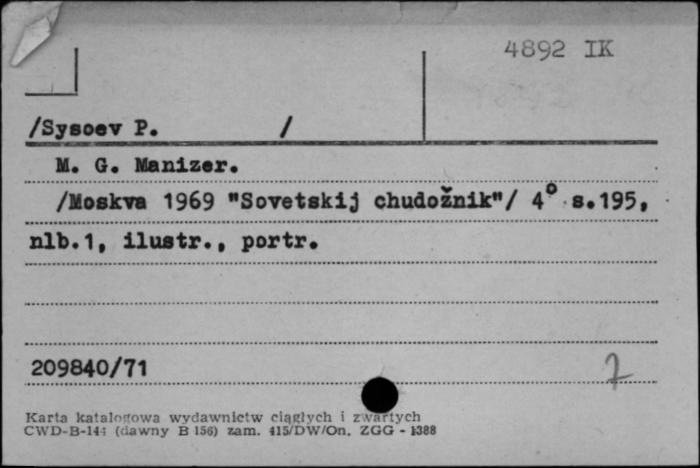 4892 IK
/Sysoev P. /
M. G. Manizer.
/Moskva 1969 "Sovetskij chudožnik"/ 4° s.195,
nlb.1, ilustr., portr.
209840/71
7
Karta katalogowa wydawnictw ciągłych i zwartych
CWD-B-144 (dawny B 156) zam. 415/DW/On. ZGG - 1388